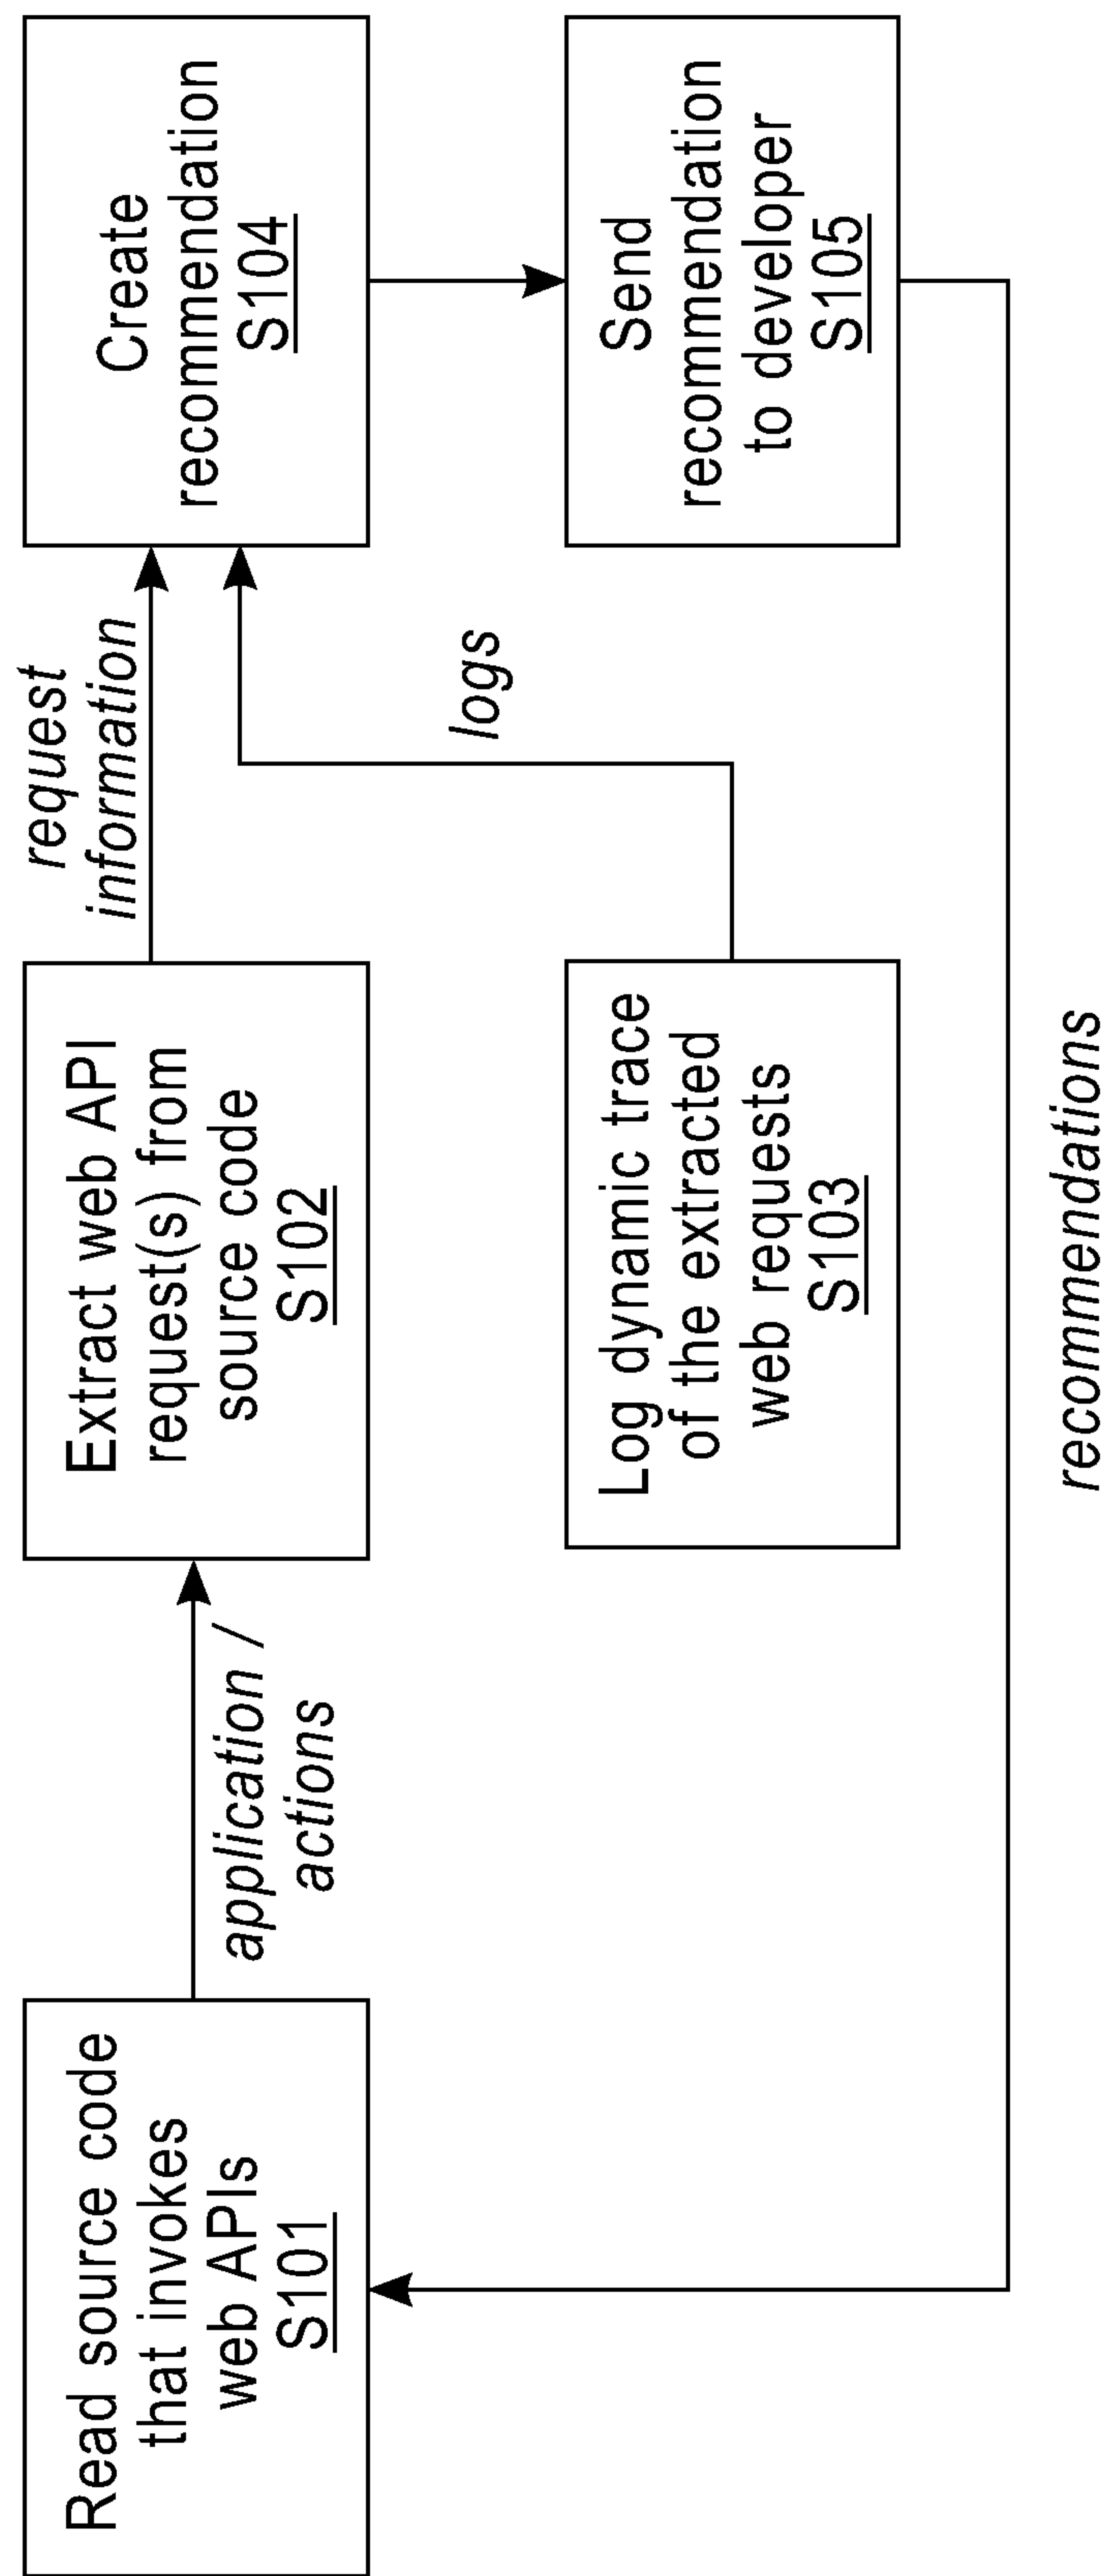 Read source code
that invokes
web APIs
S101
application /
actions
Extract web API
request(s) from
source code
S102
request
information
Create
recommendation
S104
Log dynamic trace
of the extracted
web requests
S103
logs
Send
recommendation
to developer
S105
recommendations